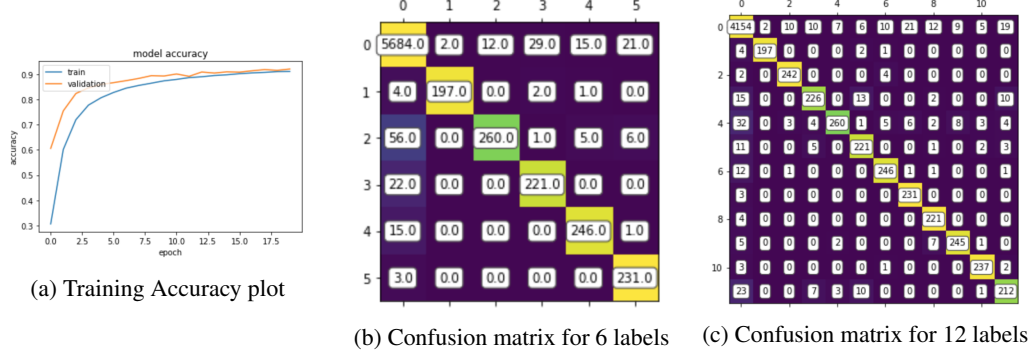 model accuracy
train
validation
0.9
0.8
0.7
0.6
0.5
0.4
0.3
accuracy
0.0 2.5 5.0 7.5 10.0 12.5 15.0 17.5
epoch
(a) Training Accuracy plot
0 1 2 3 4 5
0 5684.0 2.0 12.0 29.0 15.0 21.0
1 4.0 197.0 0.0 2.0 1.0 0.0
2 56.0 0.0 260.0 1.0 5.0 6.0
3 22.0 0.0 0.0 221.0 0.0 0.0
4 15.0 0.0 0.0 0.0 246.0 1.0
5 3.0 0.0 0.0 0.0 0.0 231.0
0 1 2 3 4 5
(b) Confusion matrix for 6 labels
0 2 4 6 8 10
0 4154 2 10 10 7 6 10 21 12 9 5 19
4 197 0 0 0 2 1 0 0 0 0 0
2 2 0 242 0 0 0 4 0 0 0 0 0
15 0 0 226 0 13 0 0 2 0 0 10
4 32 0 3 4 260 1 5 6 2 8 3 4
11 0 0 5 0 221 0 0 1 0 2 3
6 12 0 1 0 0 0 246 1 1 0 0 1
3 0 0 0 0 0 0 231 0 0 0 0
8 4 0 0 0 0 0 0 0 221 0 0 0
5 0 0 0 2 0 0 0 7 245 1 0
10 3 0 0 0 0 0 1 0 0 0 237 2
23 0 0 7 3 10 0 0 0 0 1 212
0 2 4 6 8 10
(c) Confusion matrix for 12 labels